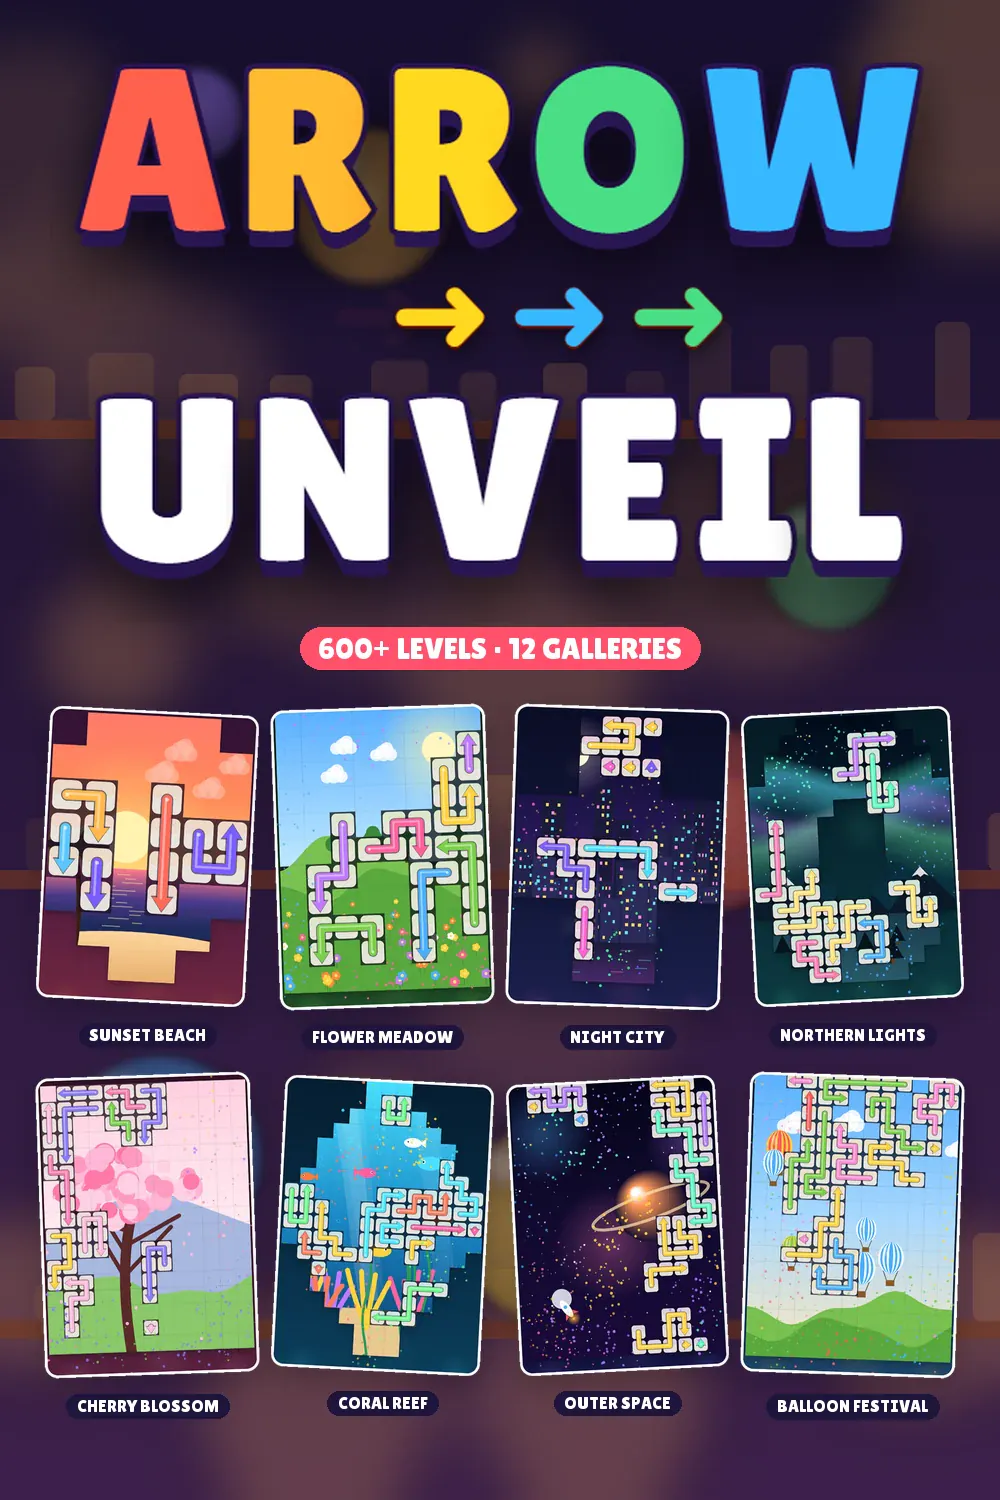 ARROW
UNVEIL
600+ LEVELS · 12 GALLERIES
SUNSET BEACH
FLOWER MEADOW
NIGHT CITY
NORTHERN LIGHTS
CHERRY BLOSSOM
CORAL REEF
OUTER SPACE
BALLOON FESTIVAL